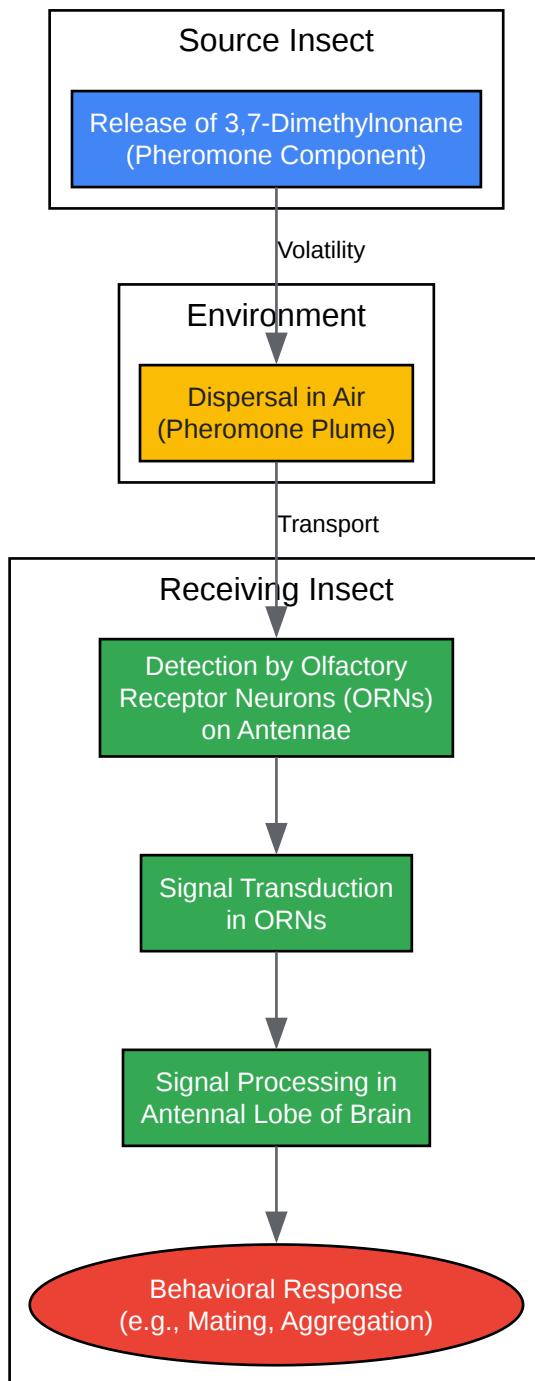 Source Insect
Release of 3,7-Dimethylnonane
(Pheromone Component)
Volatility
Environment
Dispersal in Air
(Pheromone Plume)
Transport
Receiving Insect
Detection by Olfactory
Receptor Neurons (ORNs)
on Antennae
Signal Transduction
in ORNs
Signal Processing in
Antennal Lobe of Brain
Behavioral Response
(e.g., Mating, Aggregation)